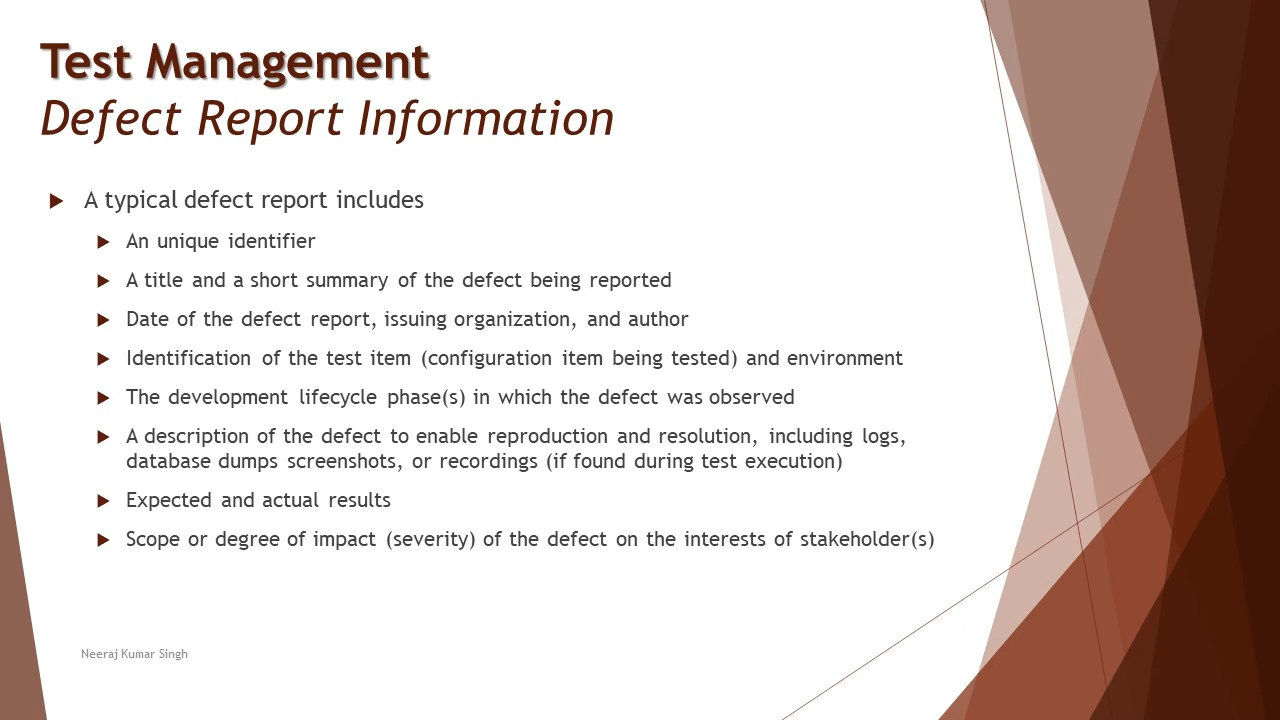 Test Management
Defect Report Information
A typical defect report includes
An unique identifier
A title and a short summary of the defect being reported
Date of the defect report, issuing organization, and author
Identification of the test item (configuration item being tested) and environment
The development lifecycle phase(s) in which the defect was observed
A description of the defect to enable reproduction and resolution, including logs,
database dumps screenshots, or recordings (if found during test execution)
Expected and actual results
Scope or degree of impact (severity) of the defect on the interests of stakeholder(s)
Neeraj Kumar Singh